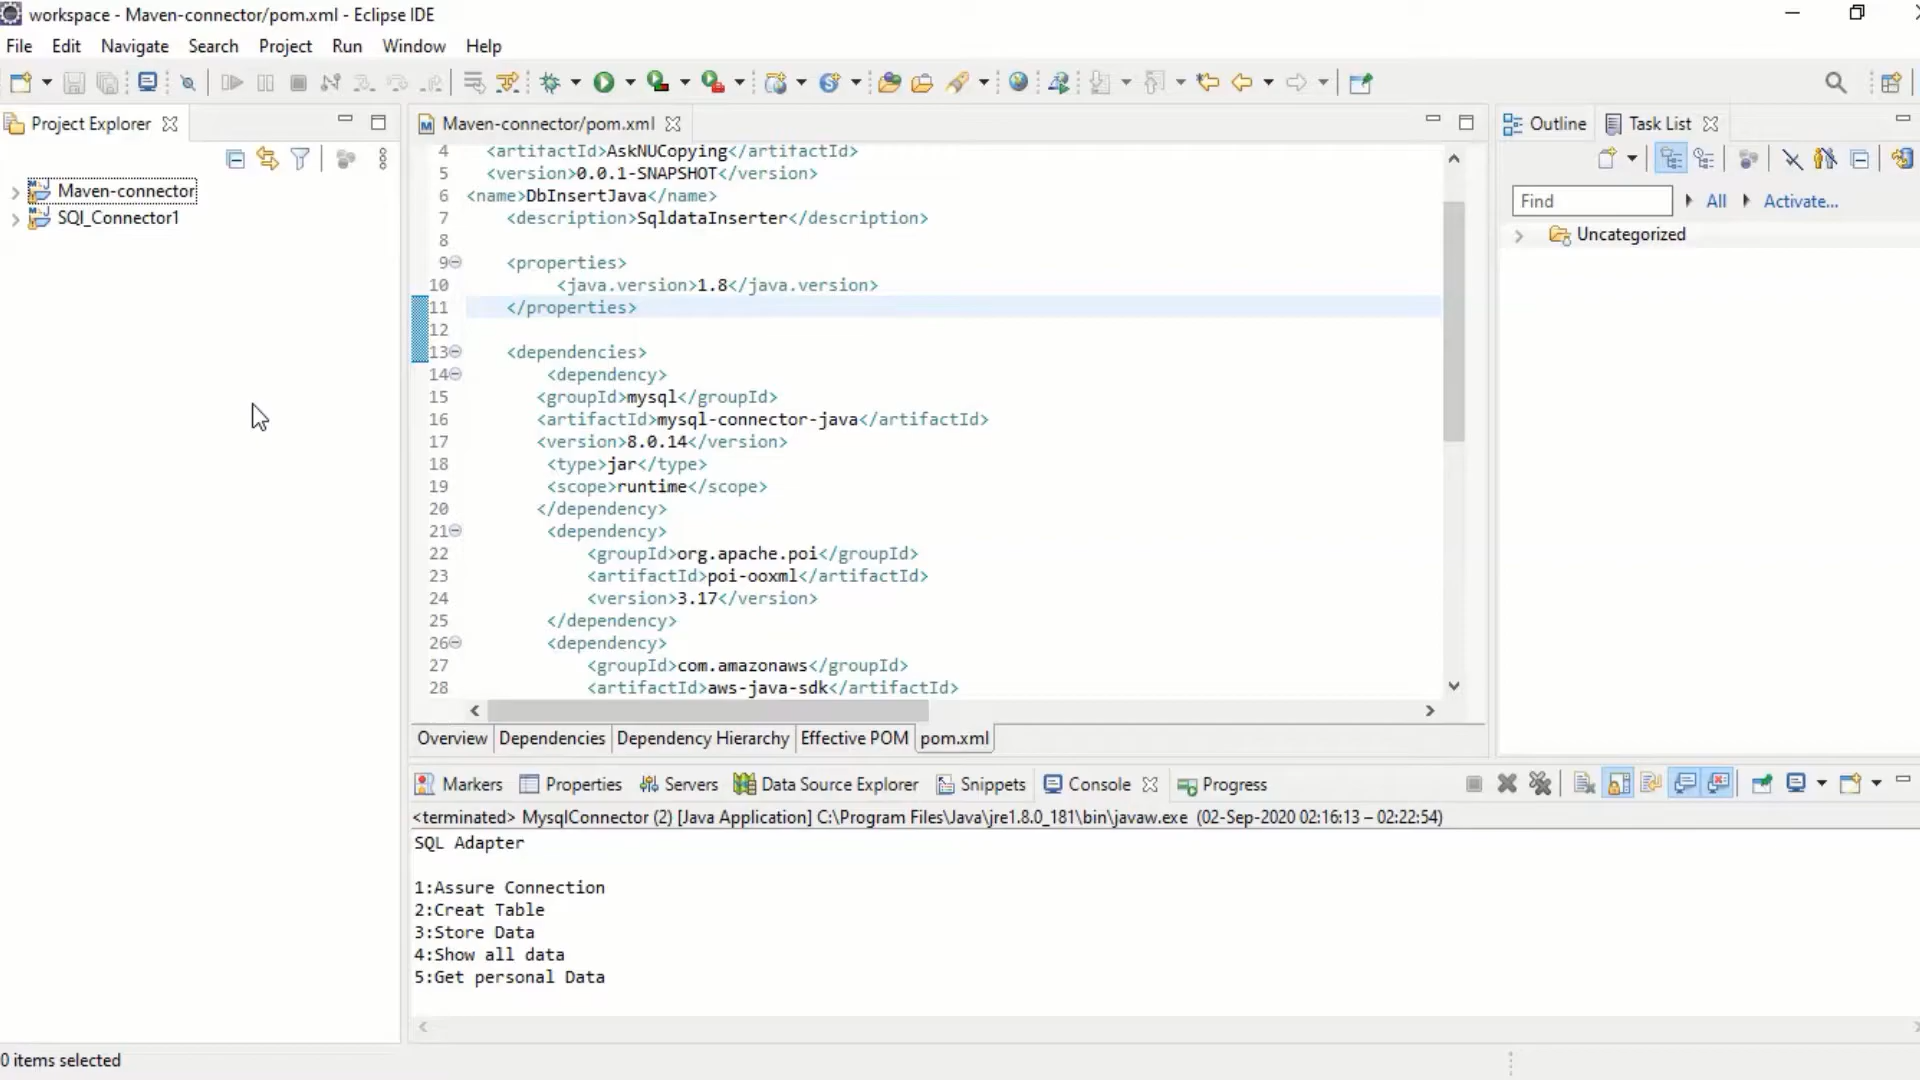 workspace - Maven-connector/pom.xml - Eclipse IDE
File Edit Navigate Search Project Run Window Help
Project Explorer
Maven-connector
SQl_Connector1
Maven-connector/pom.xml
4 <artifactId>AskNUCopying</artifactId>
5 <version>0.0.1-SNAPSHOT</version>
6 <name>DbInsertJava</name>
7 <description>SqldataInserter</description>
8
9 <properties>
10 <java.version>1.8</java.version>
11 </properties>
12
13 <dependencies>
14 <dependency>
15 <groupId>mysql</groupId>
16 <artifactId>mysql-connector-java</artifactId>
17 <version>8.0.14</version>
18 <type>jar</type>
19 <scope>runtime</scope>
20 </dependency>
21 <dependency>
22 <groupId>org.apache.poi</groupId>
23 <artifactId>poi-ooxml</artifactId>
24 <version>3.17</version>
25 </dependency>
26 <dependency>
27 <groupId>com.amazonaws</groupId>
28 <artifactId>aws-java-sdk</artifactId>
Overview Dependencies Dependency Hierarchy Effective POM pom.xml
Outline Task List
Find All Activate...
Uncategorized
Markers Properties Servers Data Source Explorer Snippets Console Progress
<terminated> MysqlConnector (2) [Java Application] C:\Program Files\Java\jre1.8.0_181\bin\javaw.exe (02-Sep-2020 02:16:13 – 02:22:54)
SQL Adapter
1:Assure Connection
2:Creat Table
3:Store Data
4:Show all data
5:Get personal Data
0 items selected